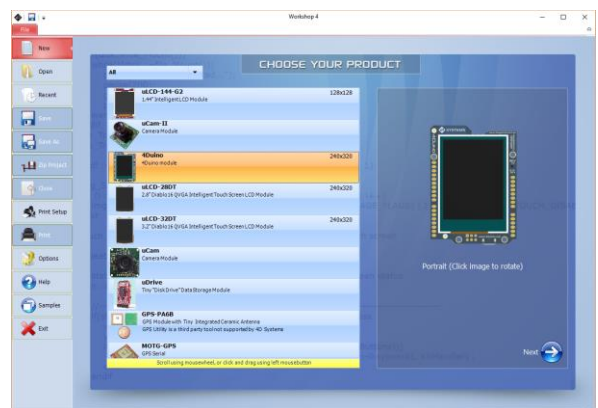 Workshop 4
File
New
Open
Recent
Save
Save As
Zip Project
Close
Print Setup
Print
Options
Help
Samples
Exit
CHOOSE YOUR PRODUCT
All
uLCD-144-G2 128x128
1.44" Intelligent LCD Module
uCam-II
Camera Module
4Duino 240x320
4Duino module
uLCD-28DT 240x320
2.8" Diablo16 QVGA Intelligent Touch Screen LCD Module
uLCD-32DT 240x320
3.2" Diablo16 QVGA Intelligent Touch Screen LCD Module
uCam
Camera Module
uDrive
Tiny "Disk Drive" Data Storage Module
GPS-PA6B
GPS Module with Tiny Integrated Ceramic Antenna
GPS Utility is a third party tool not supported by 4D Systems
MOTG-GPS
GPS Serial
Scroll using mousewheel, or click and drag using left mousebutton
Portrait (Click Image to rotate)
Next